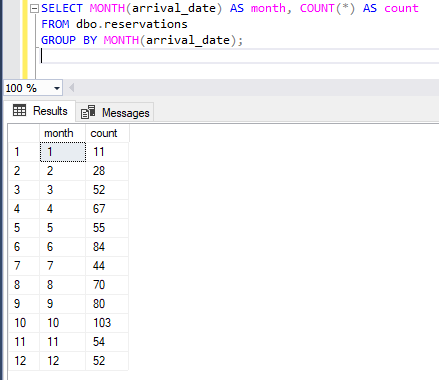 SELECT MONTH(arrival_date) AS month, COUNT(*) AS count
FROM dbo.reservations
GROUP BY MONTH(arrival_date);
100 %
Results Messages
month count
1 1 11
2 2 28
3 3 52
4 4 67
5 5 55
6 6 84
7 7 44
8 8 70
9 9 80
10 10 103
11 11 54
12 12 52